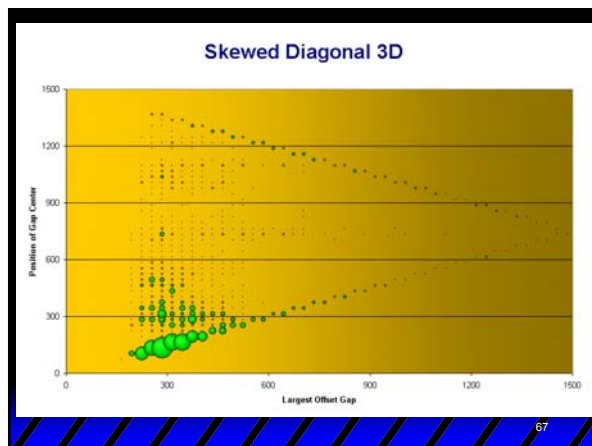 Skewed Diagonal 3D
1500
1200
900
600
300
0
Position of Gap Center
0 300 600 900 1200 1500
Largest Offset Gap
67